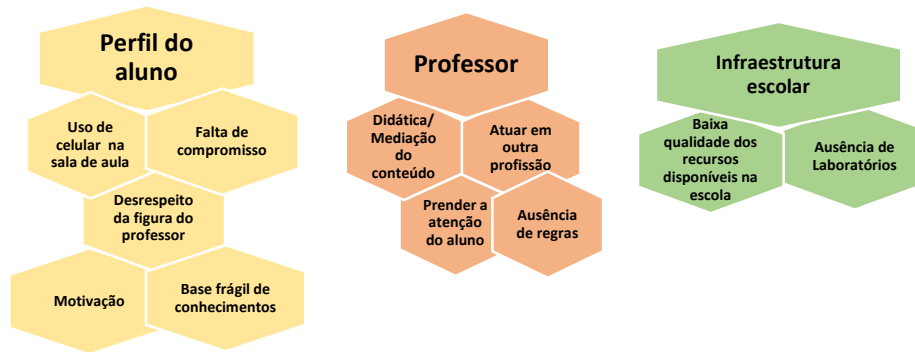 Perfil do
aluno
Uso de
celular na
sala de aula
Falta de
compromisso
Desrespeito
da figura do
professor
Motivação
Base frágil de
conhecimentos
Professor
Didática/
Mediação
do
conteúdo
Atuar em
outra
profissão
Prender a
atenção
do aluno
Ausência
de regras
Infraestrutura
escolar
Baixa
qualidade dos
recursos
disponíveis na
escola
Ausência de
Laboratórios